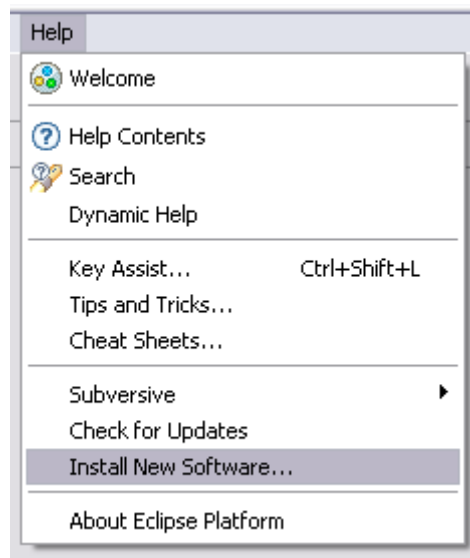 Help
Welcome
Help Contents
Search
Dynamic Help
Key Assist... Ctrl+Shift+L
Tips and Tricks...
Cheat Sheets...
Subversive
Check for Updates
Install New Software...
About Eclipse Platform